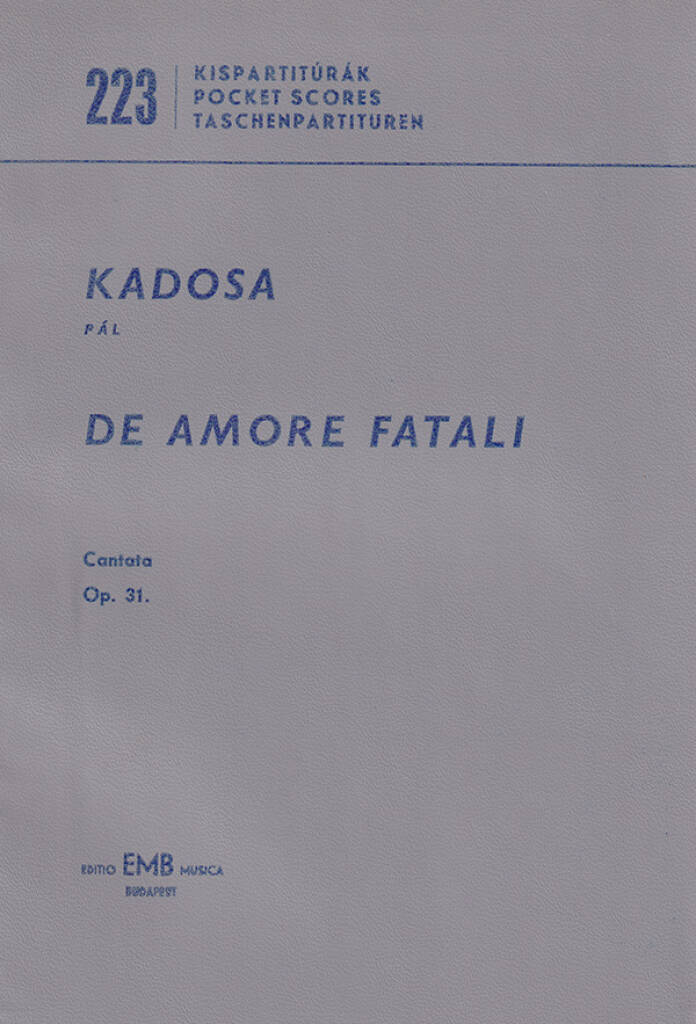 223
KISPARTITÚRÁK
POCKET SCORES
TASCHENPARTITUREN
KADOSA
PÁL
DE AMORE FATALI
Cantata
Op. 31.
EDITIO EMB MUSICA
BUDAPEST